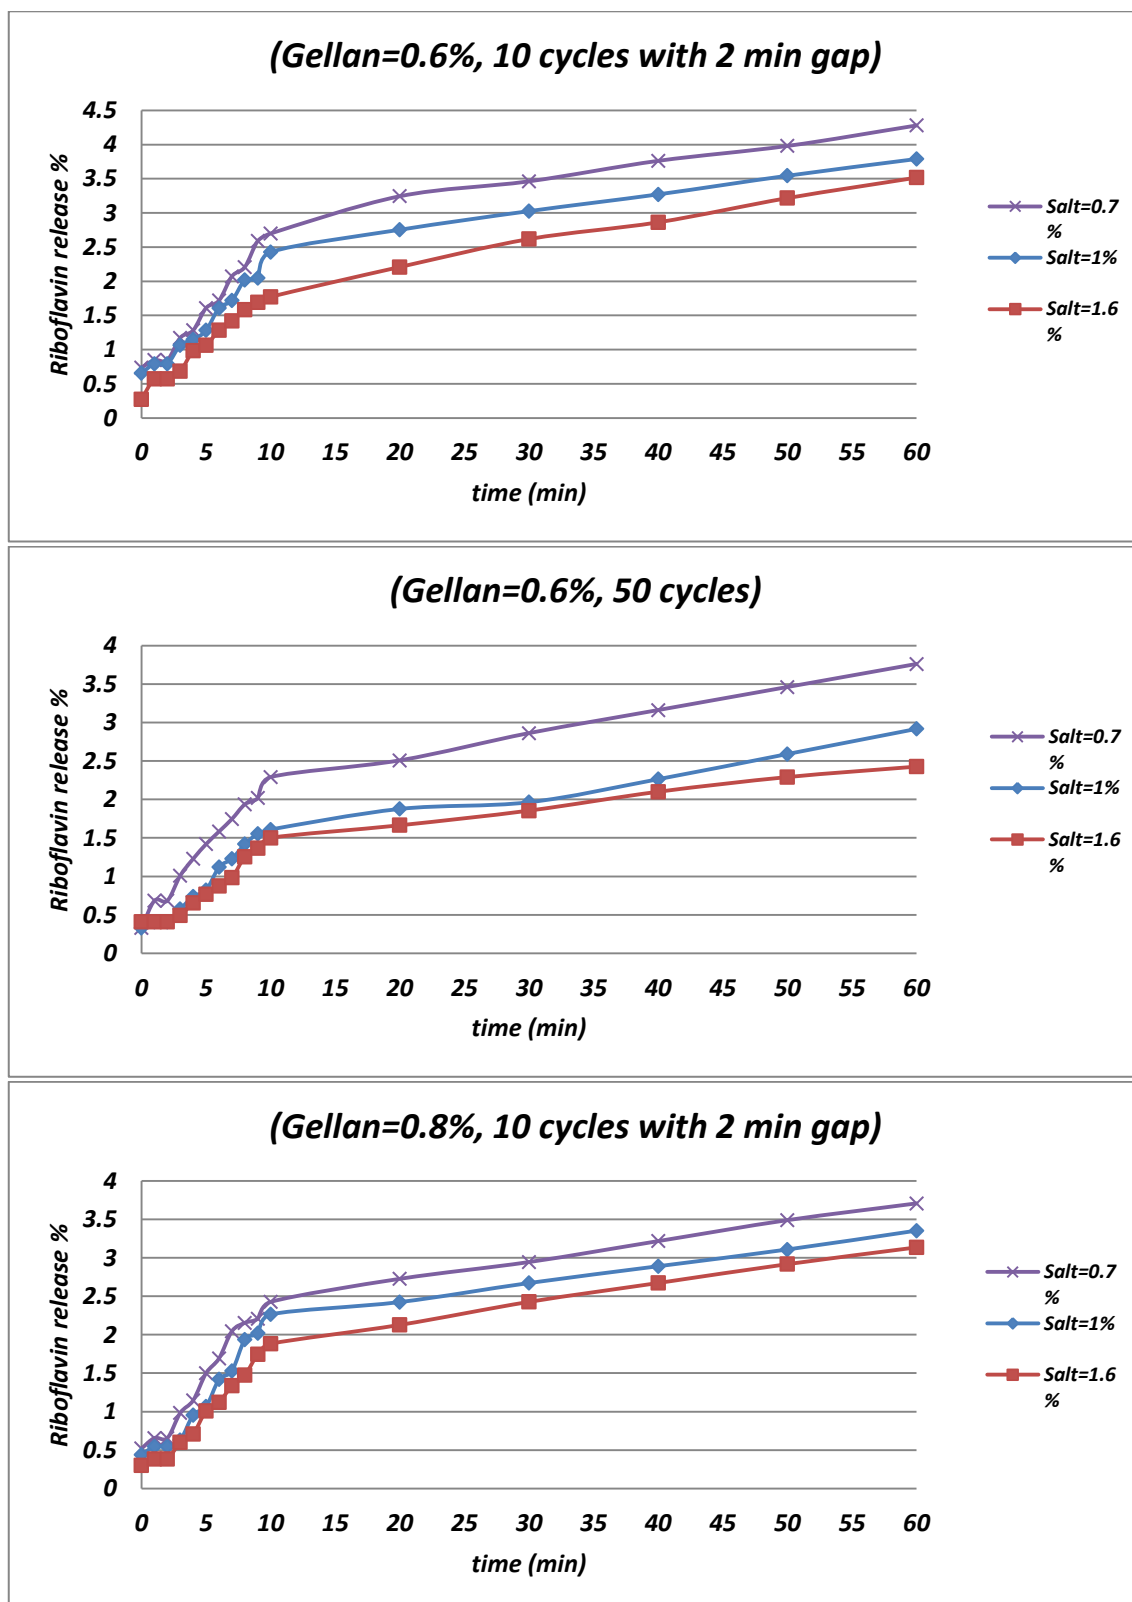 (Gellan=0.6%, 10 cycles with 2 min gap)
Riboflavin release %
4.5
4
3.5
3
2.5
2
1.5
1
0.5
0
0 5 10 15 20 25 30 35 40 45 50 55 60
time (min)
Salt=0.7
%
Salt=1%
Salt=1.6
%
(Gellan=0.6%, 50 cycles)
Riboflavin release %
4
3.5
3
2.5
2
1.5
1
0.5
0
0 5 10 15 20 25 30 35 40 45 50 55 60
time (min)
Salt=0.7
%
Salt=1%
Salt=1.6
%
(Gellan=0.8%, 10 cycles with 2 min gap)
Riboflavin release %
4
3.5
3
2.5
2
1.5
1
0.5
0
0 5 10 15 20 25 30 35 40 45 50 55 60
time (min)
Salt=0.7
%
Salt=1%
Salt=1.6
%